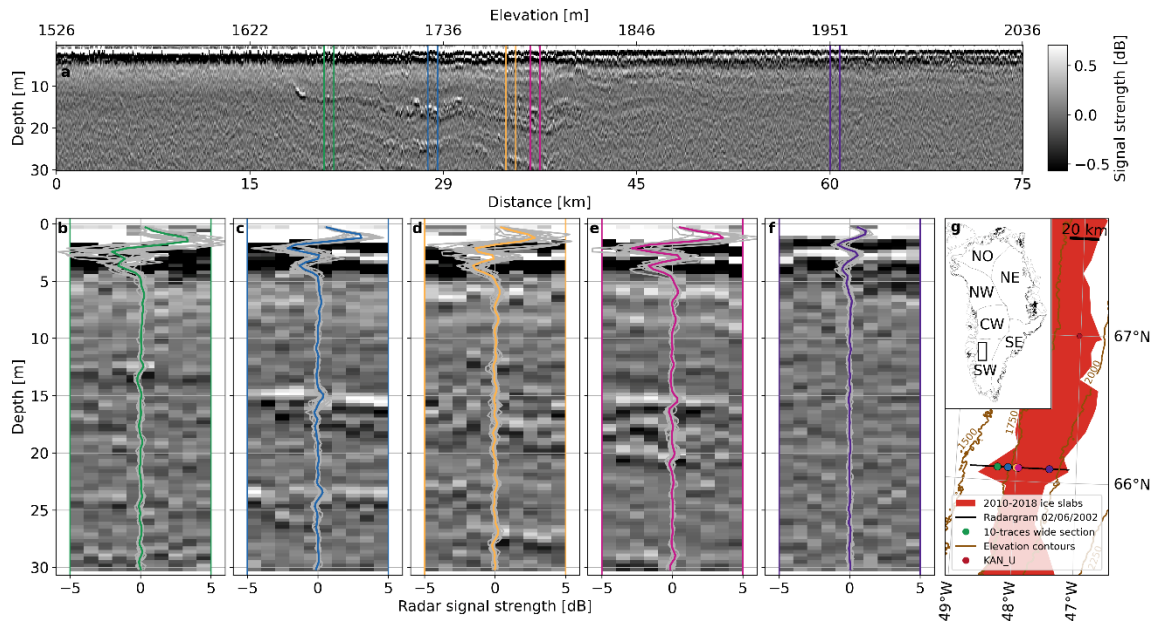 Elevation [m]
1526 1622 1736 1846 1951 2036
a
Depth [m]
10
20
30
0 15 29 45 60 75
Distance [km]
0.5
0.0
−0.5
Signal strength [dB]
b c d e f g
Depth [m]
0
5
10
15
20
25
30
−5 0 5
−5 0 5
−5 0 5
−5 0 5
−5 0 5
Radar signal strength [dB]
20 km
NO
NE
NW
CW
SE
SW
67°N
66°N
2000
1750
1500
2250
2010-2018 ice slabs
Radargram 02/06/2002
10-traces wide section
Elevation contours
KAN_U
49°W 48°W 47°W